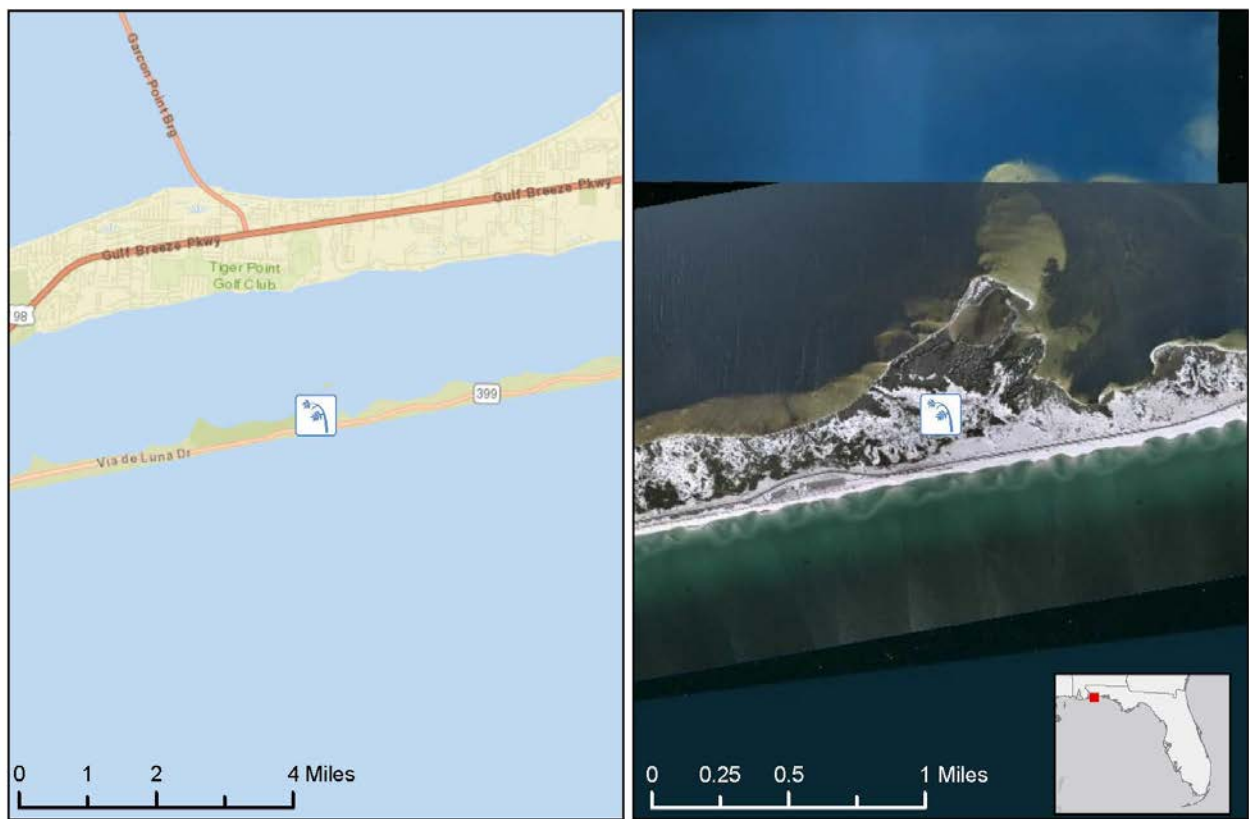 Garcon Point Brg
Gulf Breeze Pkwy
Gulf Breeze Pkwy
Tiger Point
Golf Club
98
399
Via de Luna Dr
0 1 2 4 Miles
0 0.25 0.5 1 Miles